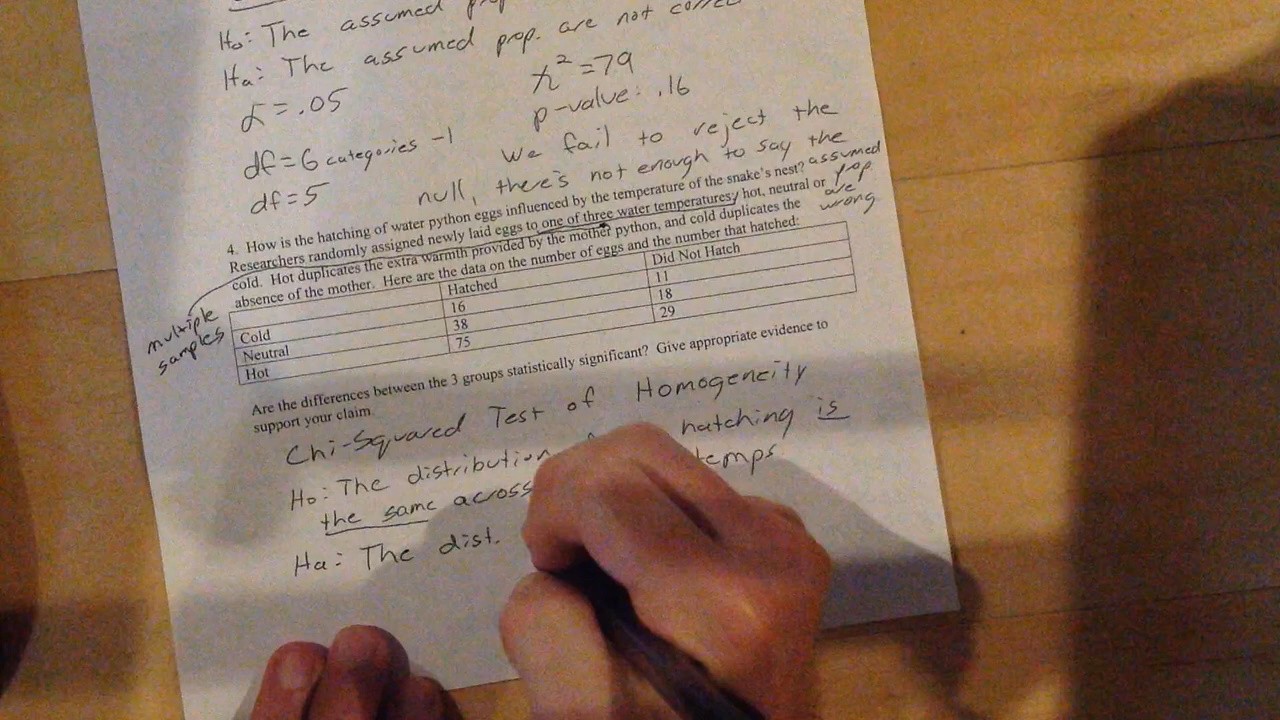 Ho: The assumed
Ha: The assumed prop. are not
α = .05
χ² = 7.9
p-value: .16
df = 6 categories -1
df = 5
We fail to reject the
null, there's not enough to say the
assumed
prop.
are
wrong
4. How is the hatching of water python eggs influenced by the temperature of the snake's nest?
Researchers randomly assigned newly laid eggs to one of three water temperatures; hot, neutral or
cold. Hot duplicates the extra warmth provided by the mother python, and cold duplicates the
absence of the mother. Here are the data on the number of eggs and the number that hatched:
multiple
samples
Hatched Did Not Hatch
Cold 16 11
Neutral 38 18
Hot 75 29
Are the differences between the 3 groups statistically significant? Give appropriate evidence to
support your claim.
Chi-Squared Test of Homogeneity
Ho: The distribution hatching is
the same across temps
Ha: The dist.